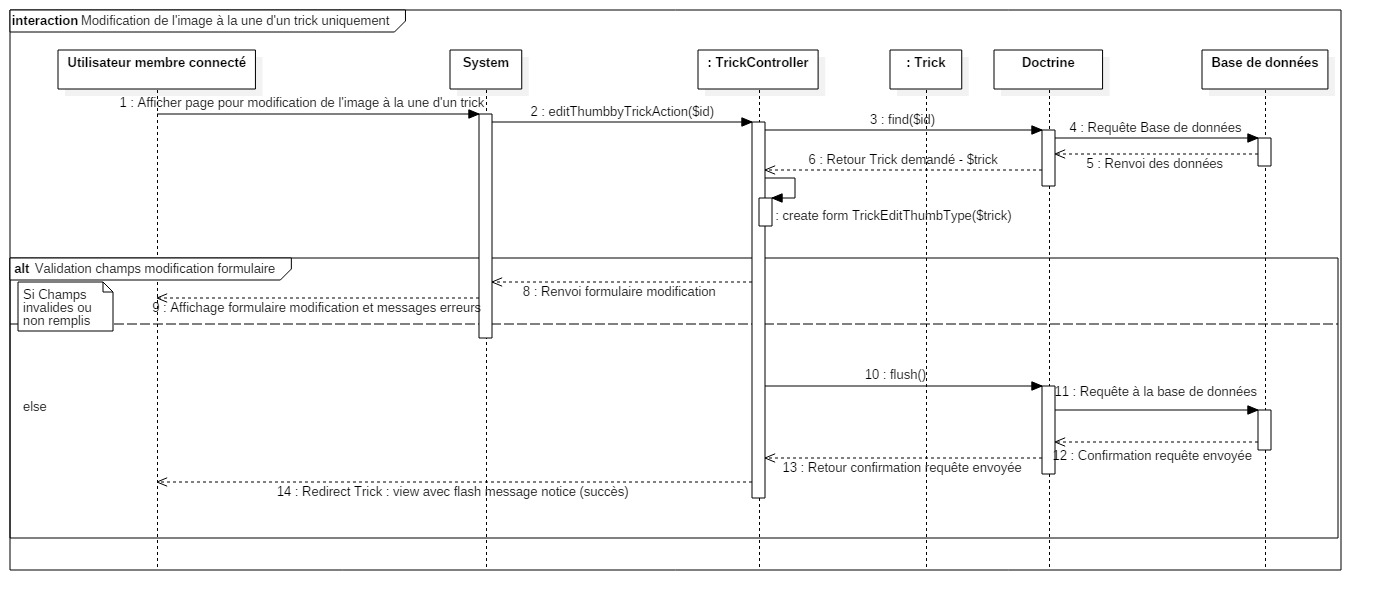 interaction Modification de l'image à la une d'un trick uniquement
Utilisateur membre connecté
System
: TrickController
: Trick
Doctrine
Base de données
1 : Afficher page pour modification de l'image à la une d'un trick
2 : editThumbbyTrickAction($id)
3 : find($id)
4 : Requête Base de données
5 : Renvoi des données
6 : Retour Trick demandé - $trick
: create form TrickEditThumbType($trick)
alt Validation champs modification formulaire
Si Champs
invalides ou
non remplis
8 : Renvoi formulaire modification
9 : Affichage formulaire modification et messages erreurs
10 : flush()
11 : Requête à la base de données
else
12 : Confirmation requête envoyée
13 : Retour confirmation requête envoyée
14 : Redirect Trick : view avec flash message notice (succès)